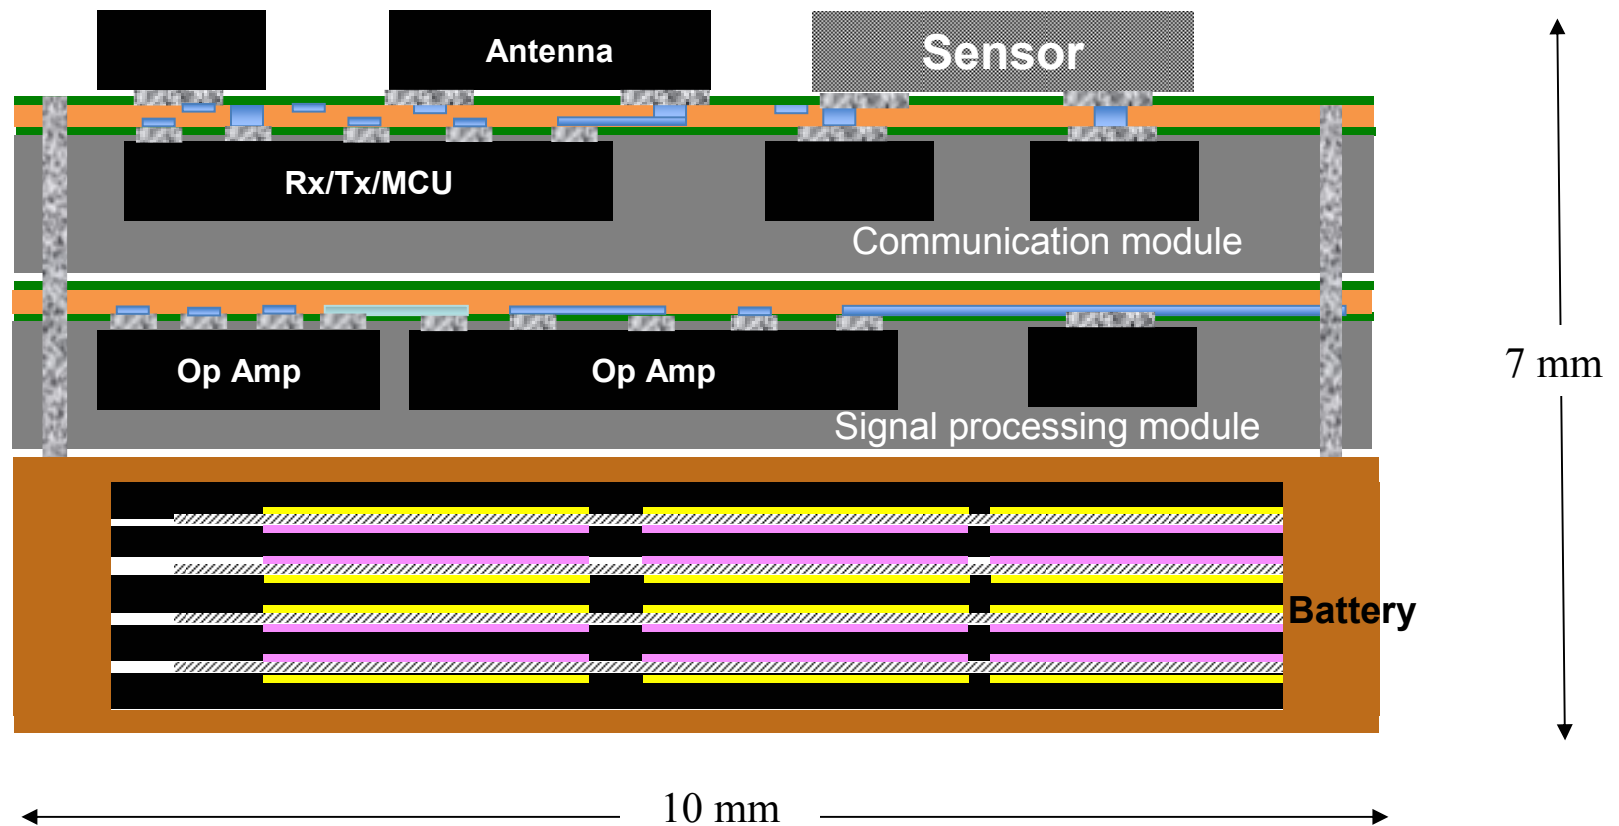 Antenna
Sensor
Rx/Tx/MCU
Communication module
Op Amp
Op Amp
Signal processing module
7 mm
Battery
10 mm